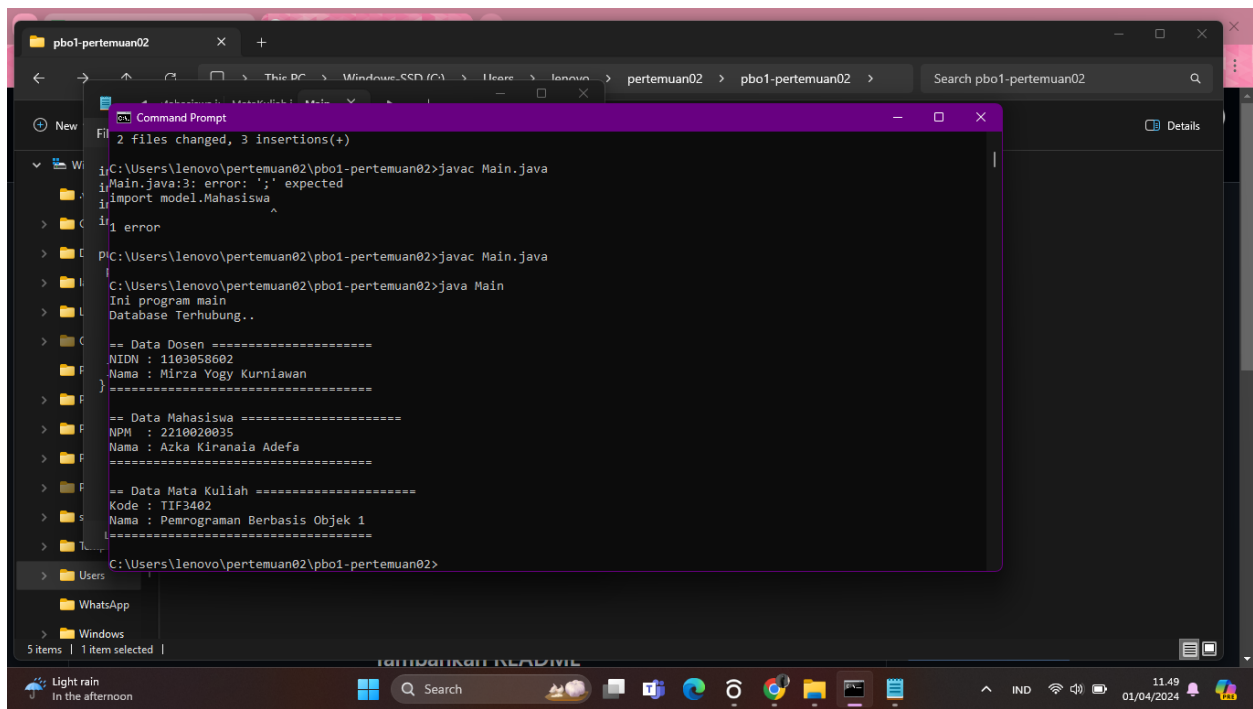 pbo1-pertemuan02
This PC > Windows-SSD (C:) > Users > lenovo > pertemuan02 > pbo1-pertemuan02 >
Search pbo1-pertemuan02
New
Details
Command Prompt
2 files changed, 3 insertions(+)
C:\Users\lenovo\pertemuan02\pbo1-pertemuan02>javac Main.java
Main.java:3: error: ';' expected
import model.Mahasiswa
^
1 error
C:\Users\lenovo\pertemuan02\pbo1-pertemuan02>javac Main.java
C:\Users\lenovo\pertemuan02\pbo1-pertemuan02>java Main
Ini program main
Database Terhubung..
== Data Dosen ======================
NIDN : 1103058602
Nama : Mirza Yogy Kurniawan
====================================
== Data Mahasiswa ======================
NPM  : 2210020035
Nama : Azka Kiranaia Adefa
====================================
== Data Mata Kuliah ======================
Kode : TIF3402
Nama : Pemrograman Berbasis Objek 1
====================================
C:\Users\lenovo\pertemuan02\pbo1-pertemuan02>
Users
WhatsApp
Windows
5 items | 1 item selected |
Tambahkan README
Light rain
In the afternoon
Search
IND
11.49
01/04/2024